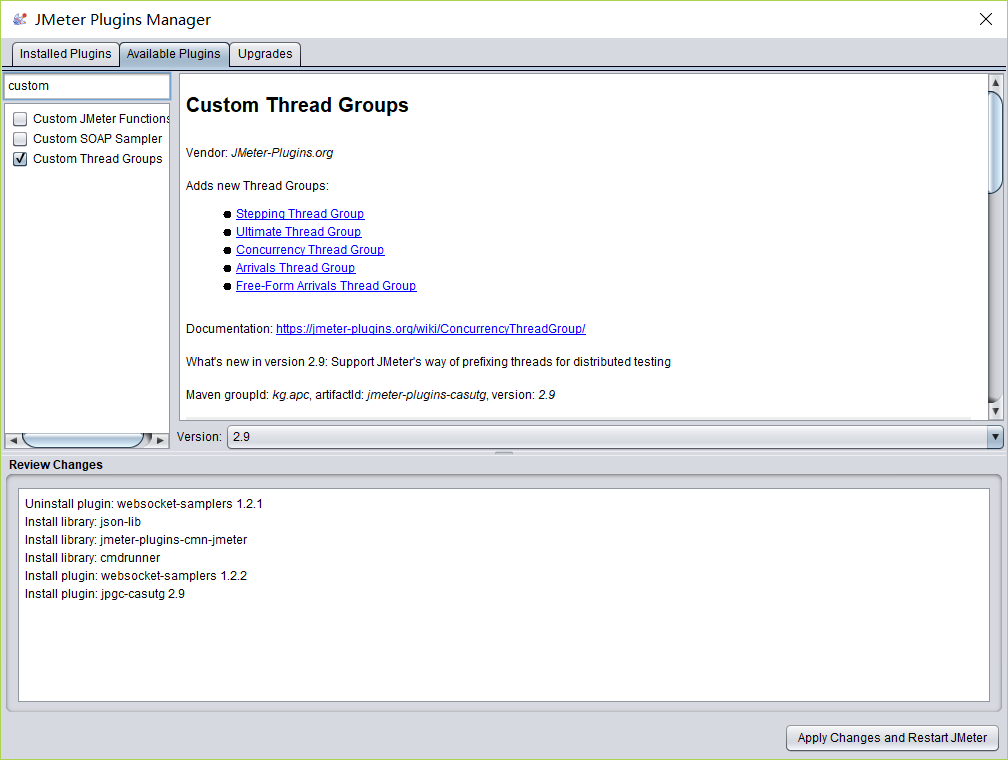 JMeter Plugins Manager
Installed Plugins
Available Plugins
Upgrades
custom
Custom JMeter Functions
Custom SOAP Sampler
Custom Thread Groups
Custom Thread Groups
Vendor: JMeter-Plugins.org
Adds new Thread Groups:
Stepping Thread Group
Ultimate Thread Group
Concurrency Thread Group
Arrivals Thread Group
Free-Form Arrivals Thread Group
Documentation: https://jmeter-plugins.org/wiki/ConcurrencyThreadGroup/
What's new in version 2.9: Support JMeter's way of prefixing threads for distributed testing
Maven groupId: kg.apc, artifactId: jmeter-plugins-casutg, version: 2.9
Version: 2.9
Review Changes
Uninstall plugin: websocket-samplers 1.2.1
Install library: json-lib
Install library: jmeter-plugins-cmn-jmeter
Install library: cmdrunner
Install plugin: websocket-samplers 1.2.2
Install plugin: jpgc-casutg 2.9
Apply Changes and Restart JMeter